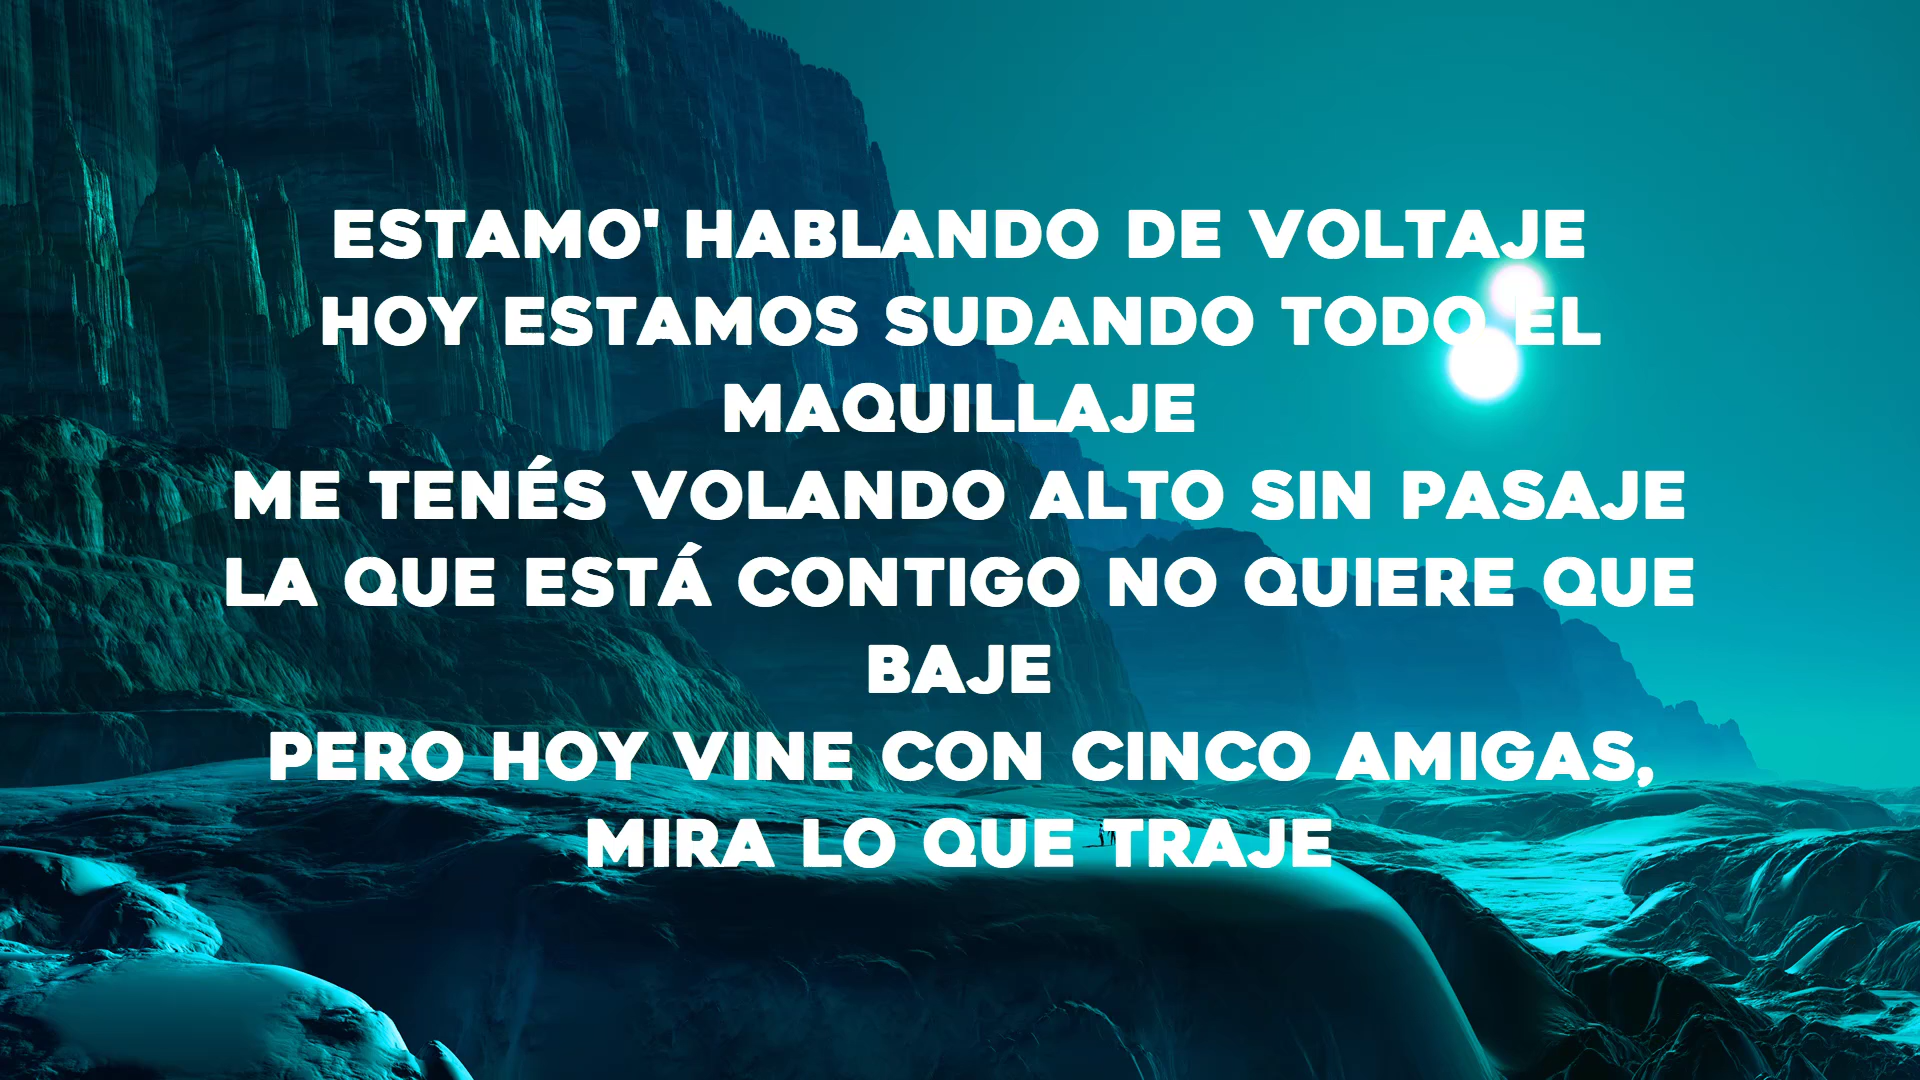 ESTAMO' HABLANDO DE VOLTAJE
HOY ESTAMOS SUDANDO TODO EL
MAQUILLAJE
ME TENÉS VOLANDO ALTO SIN PASAJE
LA QUE ESTÁ CONTIGO NO QUIERE QUE
BAJE
PERO HOY VINE CON CINCO AMIGAS,
MIRA LO QUE TRAJE